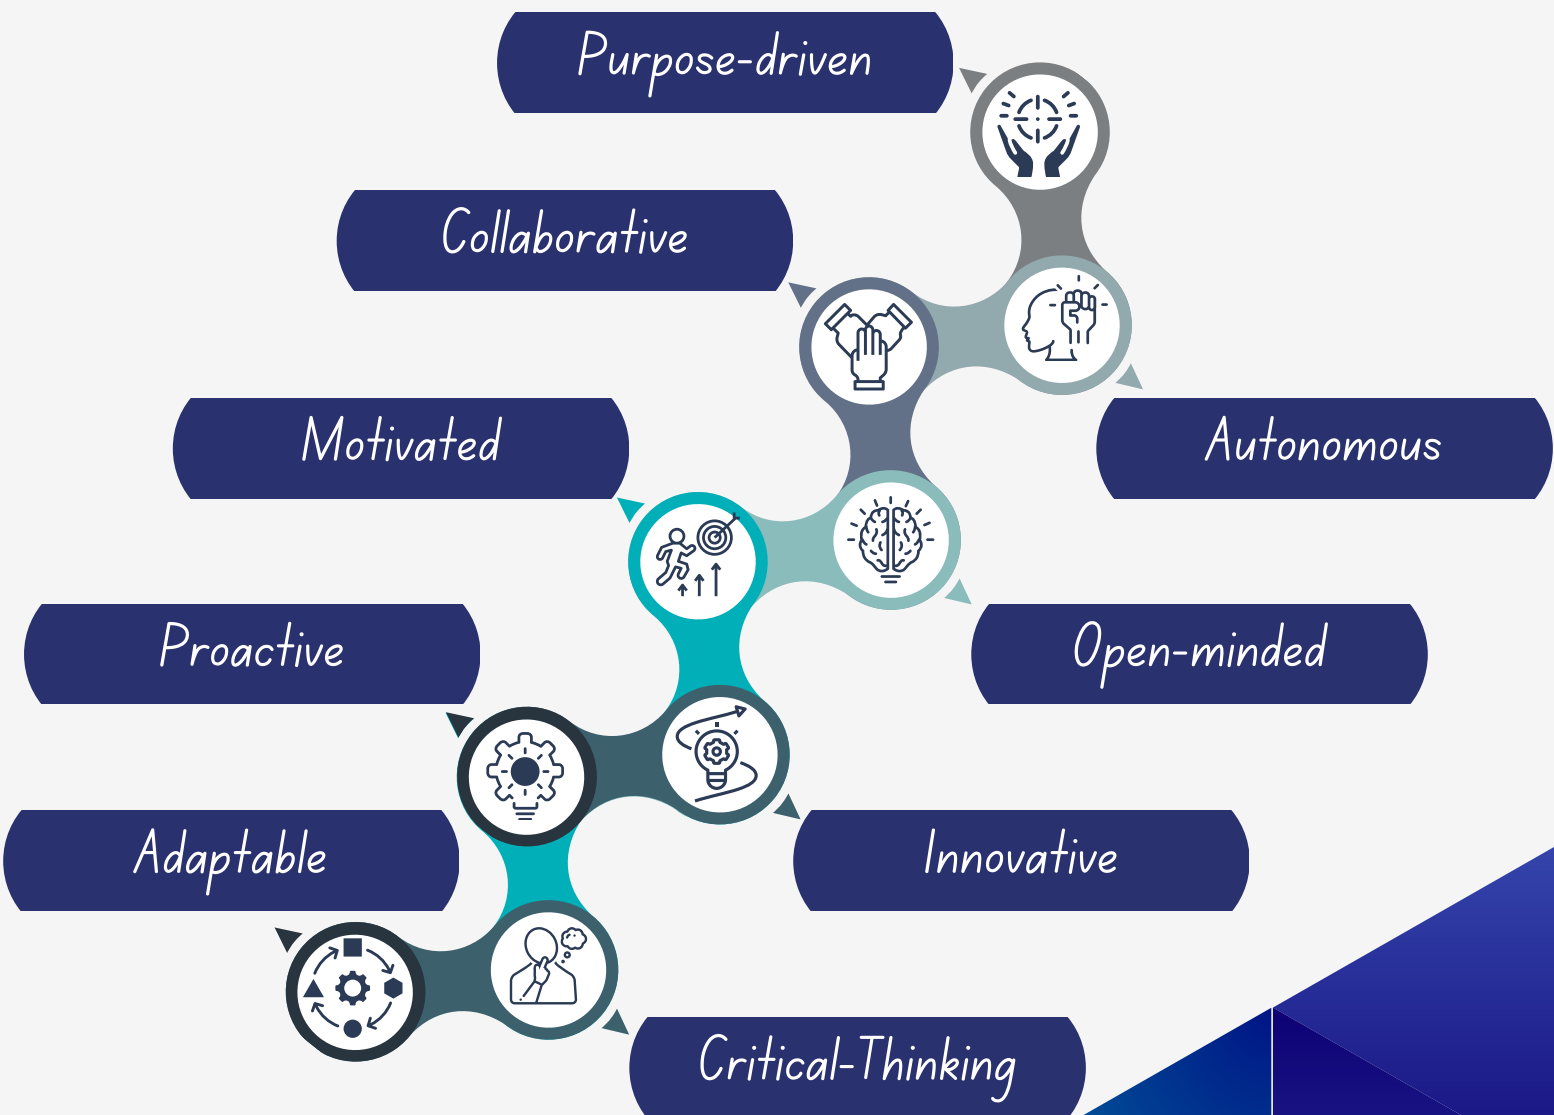 Purpose-driven
Collaborative
Motivated
Autonomous
Proactive
Open-minded
Adaptable
Innovative
Critical-Thinking